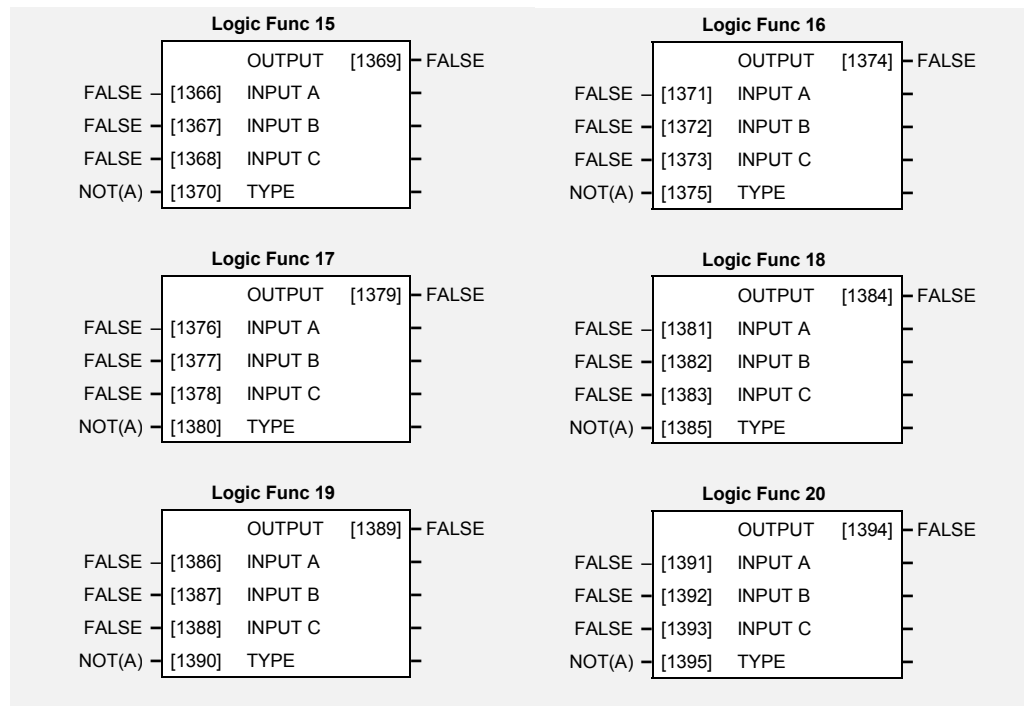 Logic Func 15
OUTPUT [1369] FALSE
FALSE [1366] INPUT A
FALSE [1367] INPUT B
FALSE [1368] INPUT C
NOT(A) [1370] TYPE
Logic Func 16
OUTPUT [1374] FALSE
FALSE [1371] INPUT A
FALSE [1372] INPUT B
FALSE [1373] INPUT C
NOT(A) [1375] TYPE
Logic Func 17
OUTPUT [1379] FALSE
FALSE [1376] INPUT A
FALSE [1377] INPUT B
FALSE [1378] INPUT C
NOT(A) [1380] TYPE
Logic Func 18
OUTPUT [1384] FALSE
FALSE [1381] INPUT A
FALSE [1382] INPUT B
FALSE [1383] INPUT C
NOT(A) [1385] TYPE
Logic Func 19
OUTPUT [1389] FALSE
FALSE [1386] INPUT A
FALSE [1387] INPUT B
FALSE [1388] INPUT C
NOT(A) [1390] TYPE
Logic Func 20
OUTPUT [1394] FALSE
FALSE [1391] INPUT A
FALSE [1392] INPUT B
FALSE [1393] INPUT C
NOT(A) [1395] TYPE